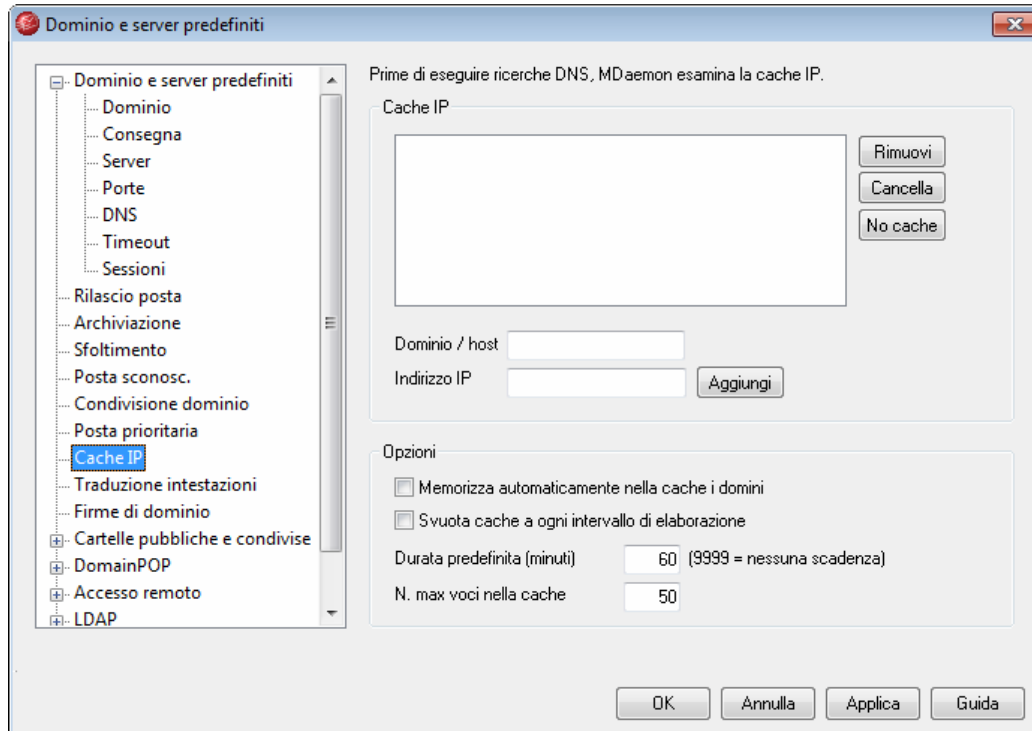 Dominio e server predefiniti
Dominio e server predefiniti
Dominio
Consegna
Server
Porte
DNS
Timeout
Sessioni
Rilascio posta
Archiviazione
Sfoltimento
Posta sconosc.
Condivisione dominio
Posta prioritaria
Cache IP
Traduzione intestazioni
Firme di dominio
Cartelle pubbliche e condivise
DomainPOP
Accesso remoto
LDAP
Prime di eseguire ricerche DNS, MDaemon esamina la cache IP.
Cache IP
Rimuovi
Cancella
No cache
Dominio / host
Indirizzo IP
Aggiungi
Opzioni
Memorizza automaticamente nella cache i domini
Svuota cache a ogni intervallo di elaborazione
Durata predefinita (minuti) 60 (9999 = nessuna scadenza)
N. max voci nella cache 50
OK Annulla Applica Guida